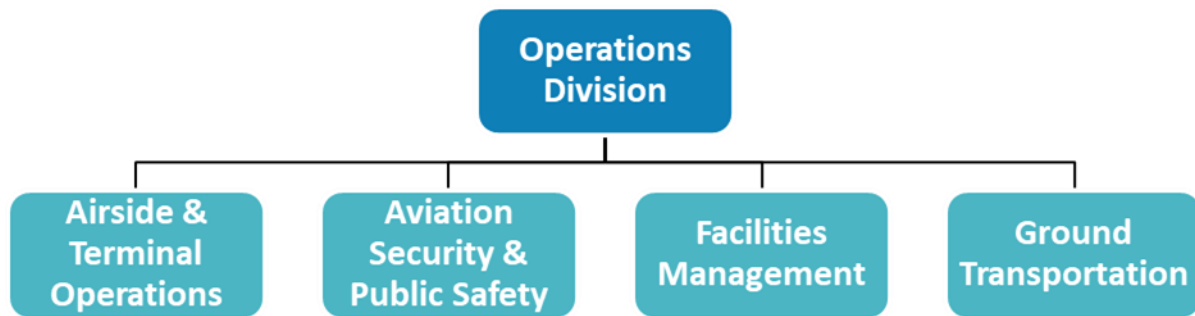 Operations
Division
Airside &
Terminal
Operations
Aviation
Security &
Public Safety
Facilities
Management
Ground
Transportation